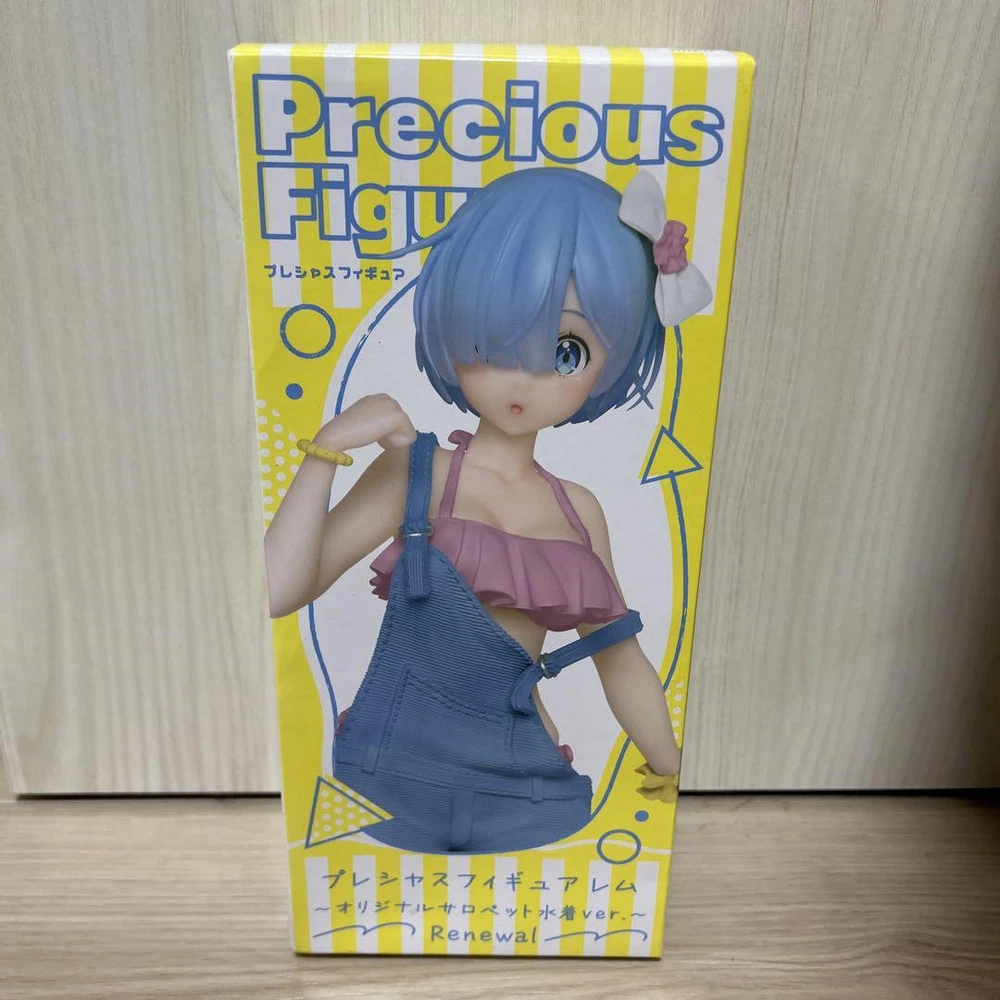 Precious
Figu
プレシャスフィギュア
プレシャスフィギュア レム
～オリジナルサロペット水着ver.～
Renewal